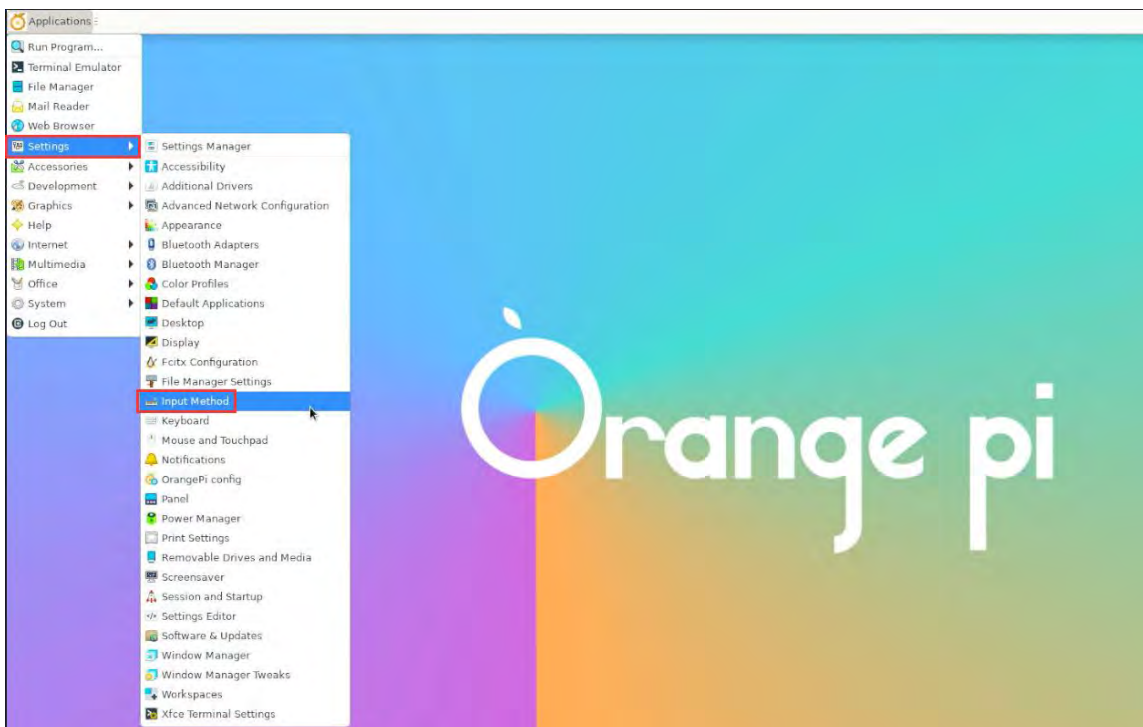 Applications
Run Program...
Terminal Emulator
File Manager
Mail Reader
Web Browser
Settings
Accessories
Development
Graphics
Help
Internet
Multimedia
Office
System
Log Out
Settings Manager
Accessibility
Additional Drivers
Advanced Network Configuration
Appearance
Bluetooth Adapters
Bluetooth Manager
Color Profiles
Default Applications
Desktop
Display
Fcitx Configuration
File Manager Settings
Input Method
Keyboard
Mouse and Touchpad
Notifications
OrangePi config
Panel
Power Manager
Print Settings
Removable Drives and Media
Screensaver
Session and Startup
Settings Editor
Software & Updates
Window Manager
Window Manager Tweaks
Workspaces
Xfce Terminal Settings
Orange pi